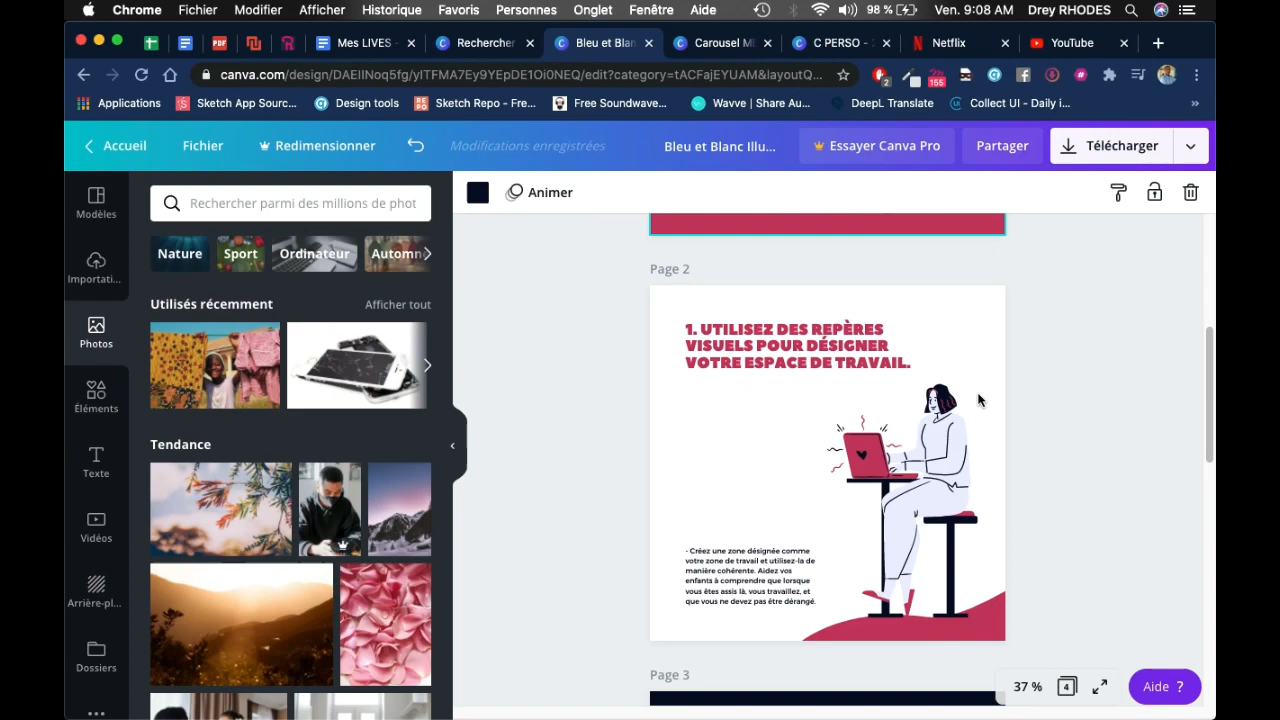 Chrome Fichier Modifier Afficher Historique Favoris Personnes Onglet Fenêtre Aide 98 % Ven. 9:08 AM Drey RHODES
Mes LIVES - Rechercher Bleu et Blan Carousel M C PERSO - Netflix YouTube
canva.com/design/DAEIlNoq5fg/yITFMA7Ey9YEpDE1Oi0NEQ/edit?category=tACFajEYUAM&layoutQ... 2 155
Applications Sketch App Sourc... Design tools Sketch Repo - Fre... Free Soundwave... Wavve | Share Au... DeepL Translate Collect UI - Daily i... »
Accueil Fichier Redimensionner Modifications enregistrées Bleu et Blanc Illu... Essayer Canva Pro Partager Télécharger
Modèles
Importati...
Photos
Éléments
Texte
Vidéos
Arrière-pl...
Dossiers
Rechercher parmi des millions de phot
Nature Sport Ordinateur Automn
Utilisés récemment Afficher tout
Tendance
Animer
Page 2
1. UTILISEZ DES REPÈRES
VISUELS POUR DÉSIGNER
VOTRE ESPACE DE TRAVAIL.
- Créez une zone désignée comme
votre zone de travail et utilisez-la de
manière cohérente. Aidez vos
enfants à comprendre que lorsque
vous êtes assis là, vous travaillez, et
que vous ne devez pas être dérangé.
Page 3
37 % 4 Aide ?